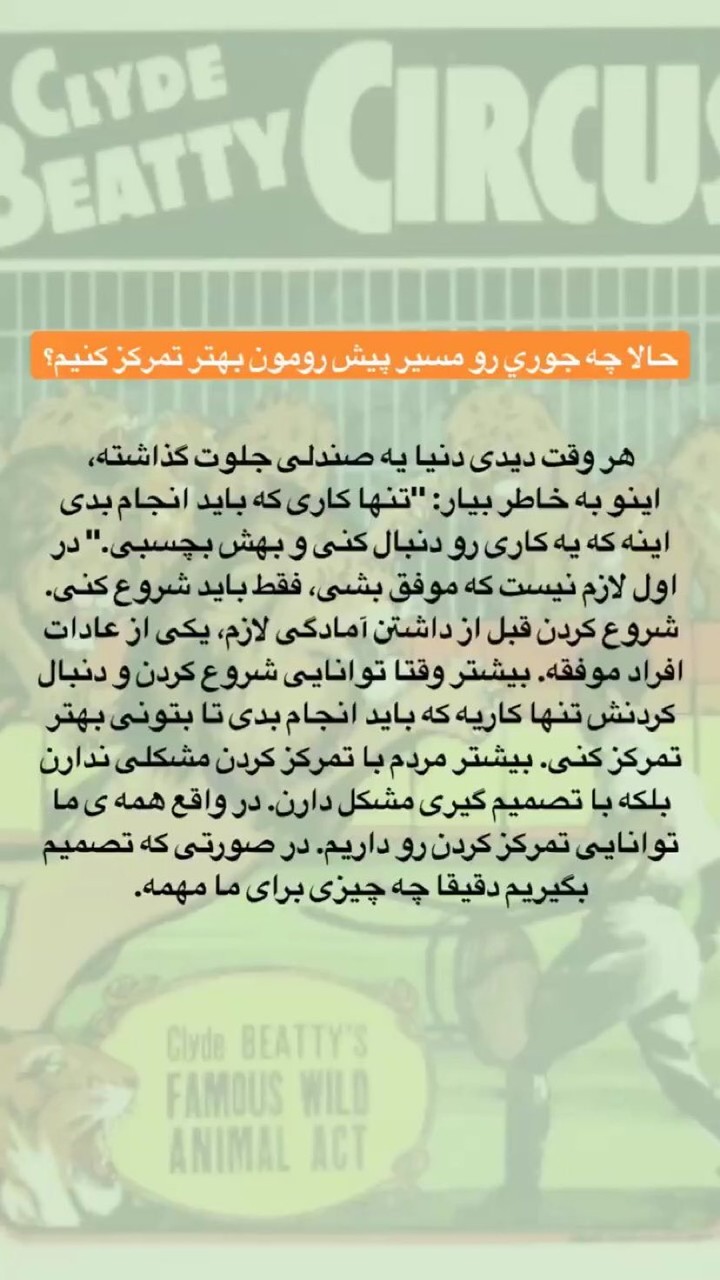 CLYDE
BEATTY CIRCUS
حالا چه جوري رو مسير پيش رومون بهتر تمرکز کنيم؟
هر وقت دیدی دنیا یه صندلی جلوت گذاشته،
اینو به خاطر بیار: "تنها کاری که باید انجام بدی
اینه که یه کاری رو دنبال کنی و بهش بچسبی." در
اول لازم نیست که موفق بشی، فقط باید شروع کنی.
شروع کردن قبل از داشتن آمادگی لازم، یکی از عادات
افراد موفقه. بیشتر وقتا توانایی شروع کردن و دنبال
کردنش تنها کاریه که باید انجام بدی تا بتونی بهتر
تمرکز کنی. بیشتر مردم با تمرکز کردن مشکلی ندارن
بلکه با تصمیم گیری مشکل دارن. در واقع همه ی ما
توانایی تمرکز کردن رو داریم. در صورتی که تصمیم
بگیریم دقیقا چه چیزی برای ما مهمه.
Clyde BEATTY'S
FAMOUS WILD
ANIMAL ACT